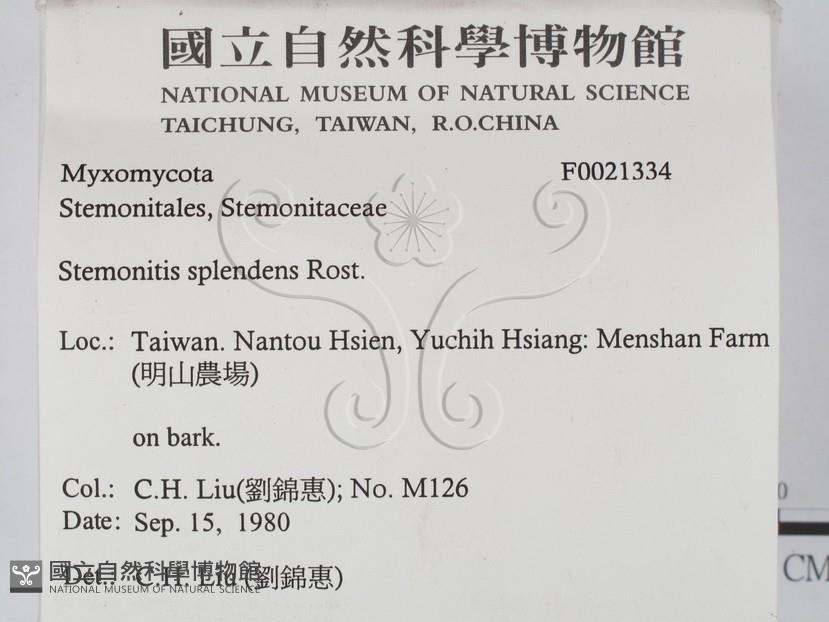 國立自然科學博物館
NATIONAL MUSEUM OF NATURAL SCIENCE
TAICHUNG, TAIWAN, R.O.CHINA
Myxomycota F0021334
Stemonitales, Stemonitaceae
Stemonitis splendens Rost.
Loc.: Taiwan. Nantou Hsien, Yuchih Hsiang: Menshan Farm
(明山農場)
on bark.
Col.: C.H. Liu(劉錦惠); No. M126
Date: Sep. 15, 1980
Det.: C.H. Liu (劉錦惠)
國立自然科學博物館
NATIONAL MUSEUM OF NATURAL SCIENCE
0
CM